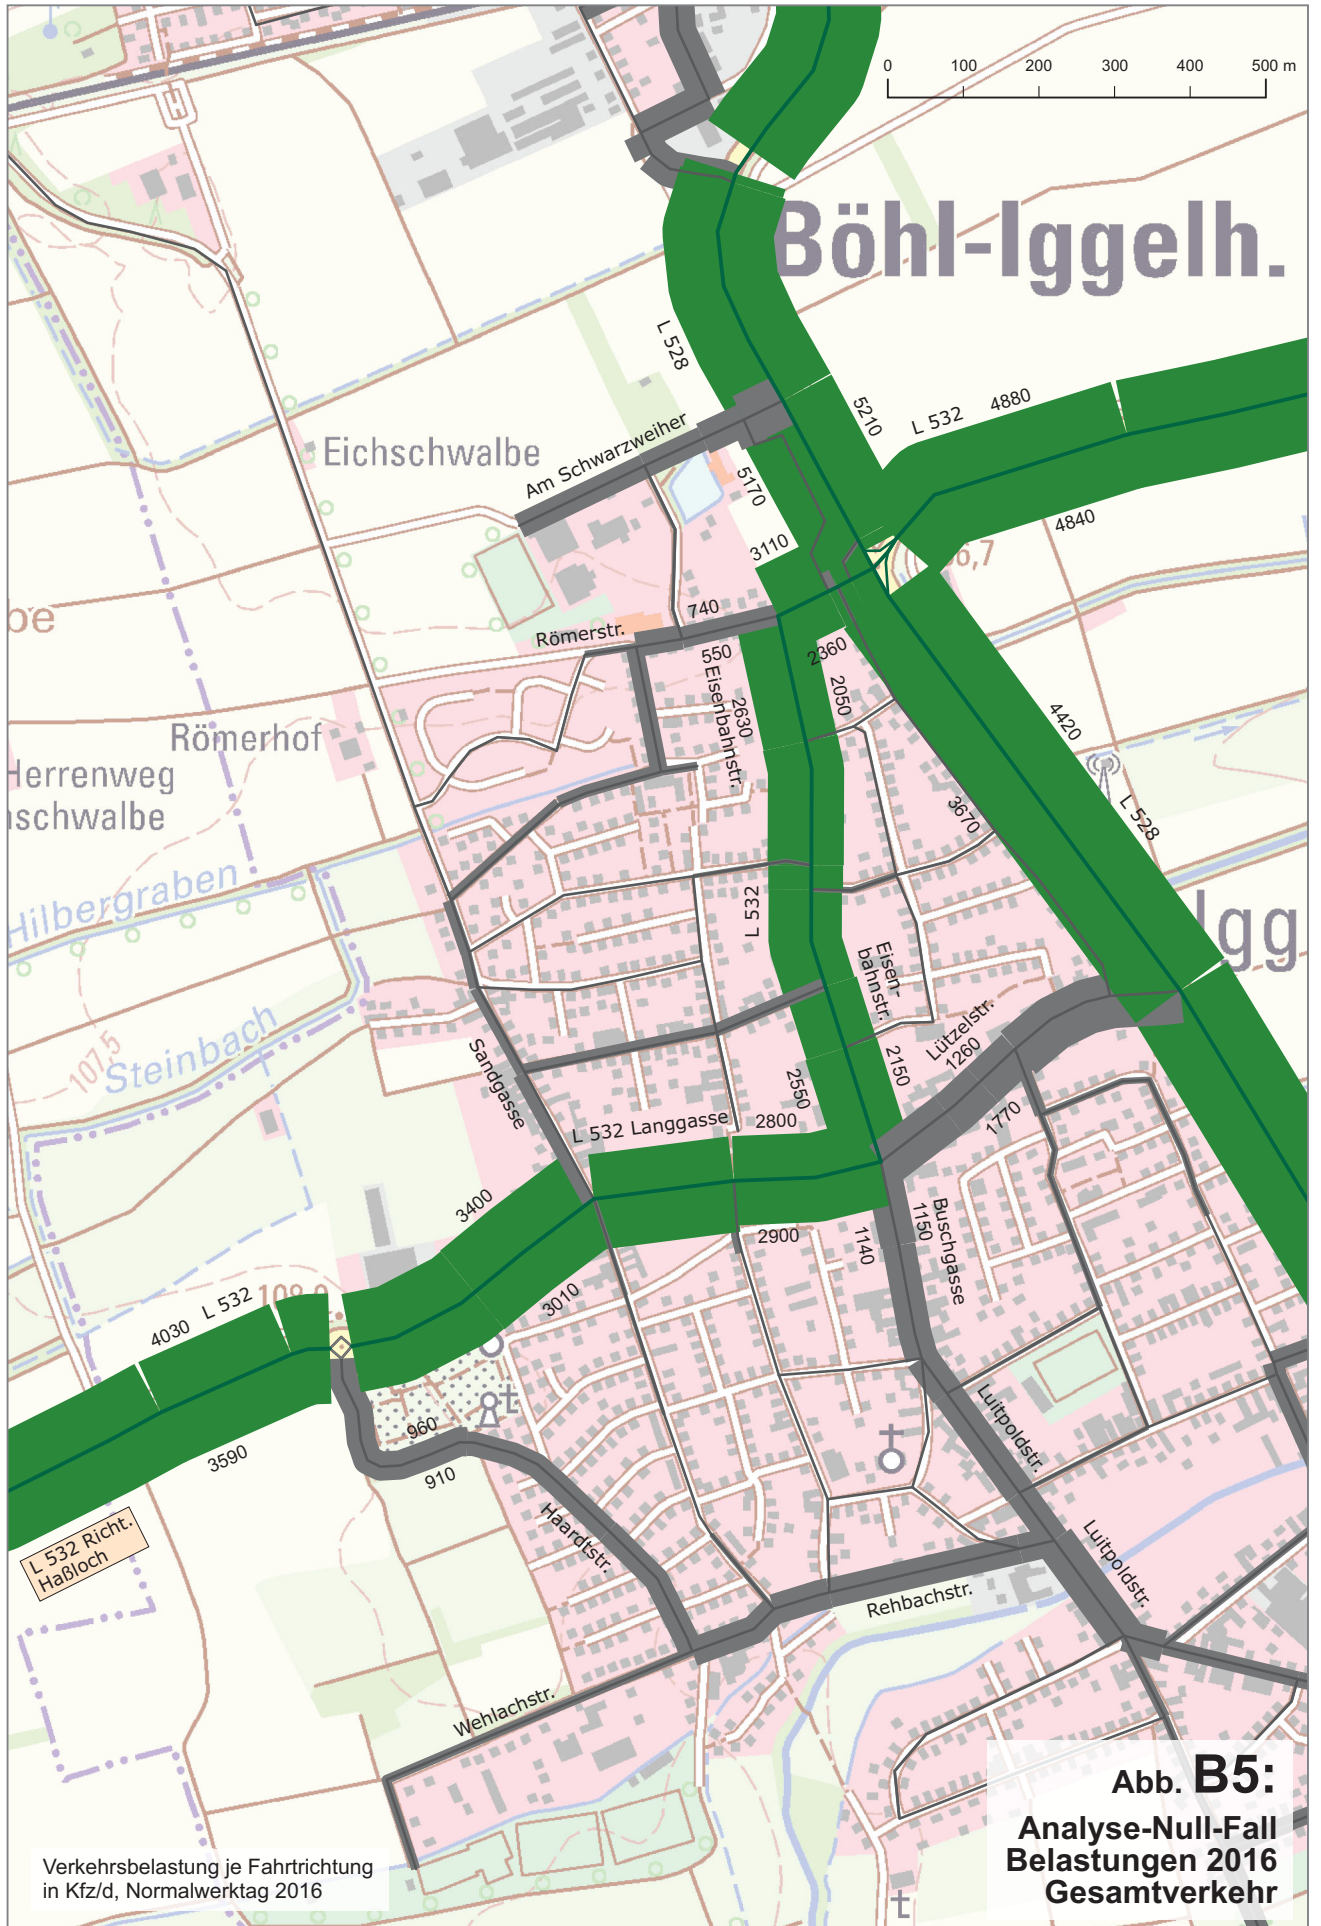 0 100 200 300 400 500 m
Böhl-Iggelh.
L 528
5210
L 532 4880
4840
Eichschwalbe
Am Schwarzweiher
5170
3110
740
Römerstr.
550
2360
Eisenbahnstr.
2630
2050
4420
L 528
3670
Römerhof
Herrenweg
Hilbergraben
Steinbach
107,5
L 532
Eisen-
bahnstr.
Lützelstr.
1260
1770
2150
2550
Sandgasse
L 532 Langgasse
2800
2900
3400
3010
1140
1150
Buschgasse
4030 L 532
3590
L 532 Richt.
Haßloch
960
910
Haardtstr.
Luitpoldstr.
Luitpoldstr.
Rehbachstr.
Wehlachstr.
Abb. B5:
Analyse-Null-Fall
Belastungen 2016
Gesamtverkehr
Verkehrsbelastung je Fahrtrichtung
in Kfz/d, Normalwerktag 2016